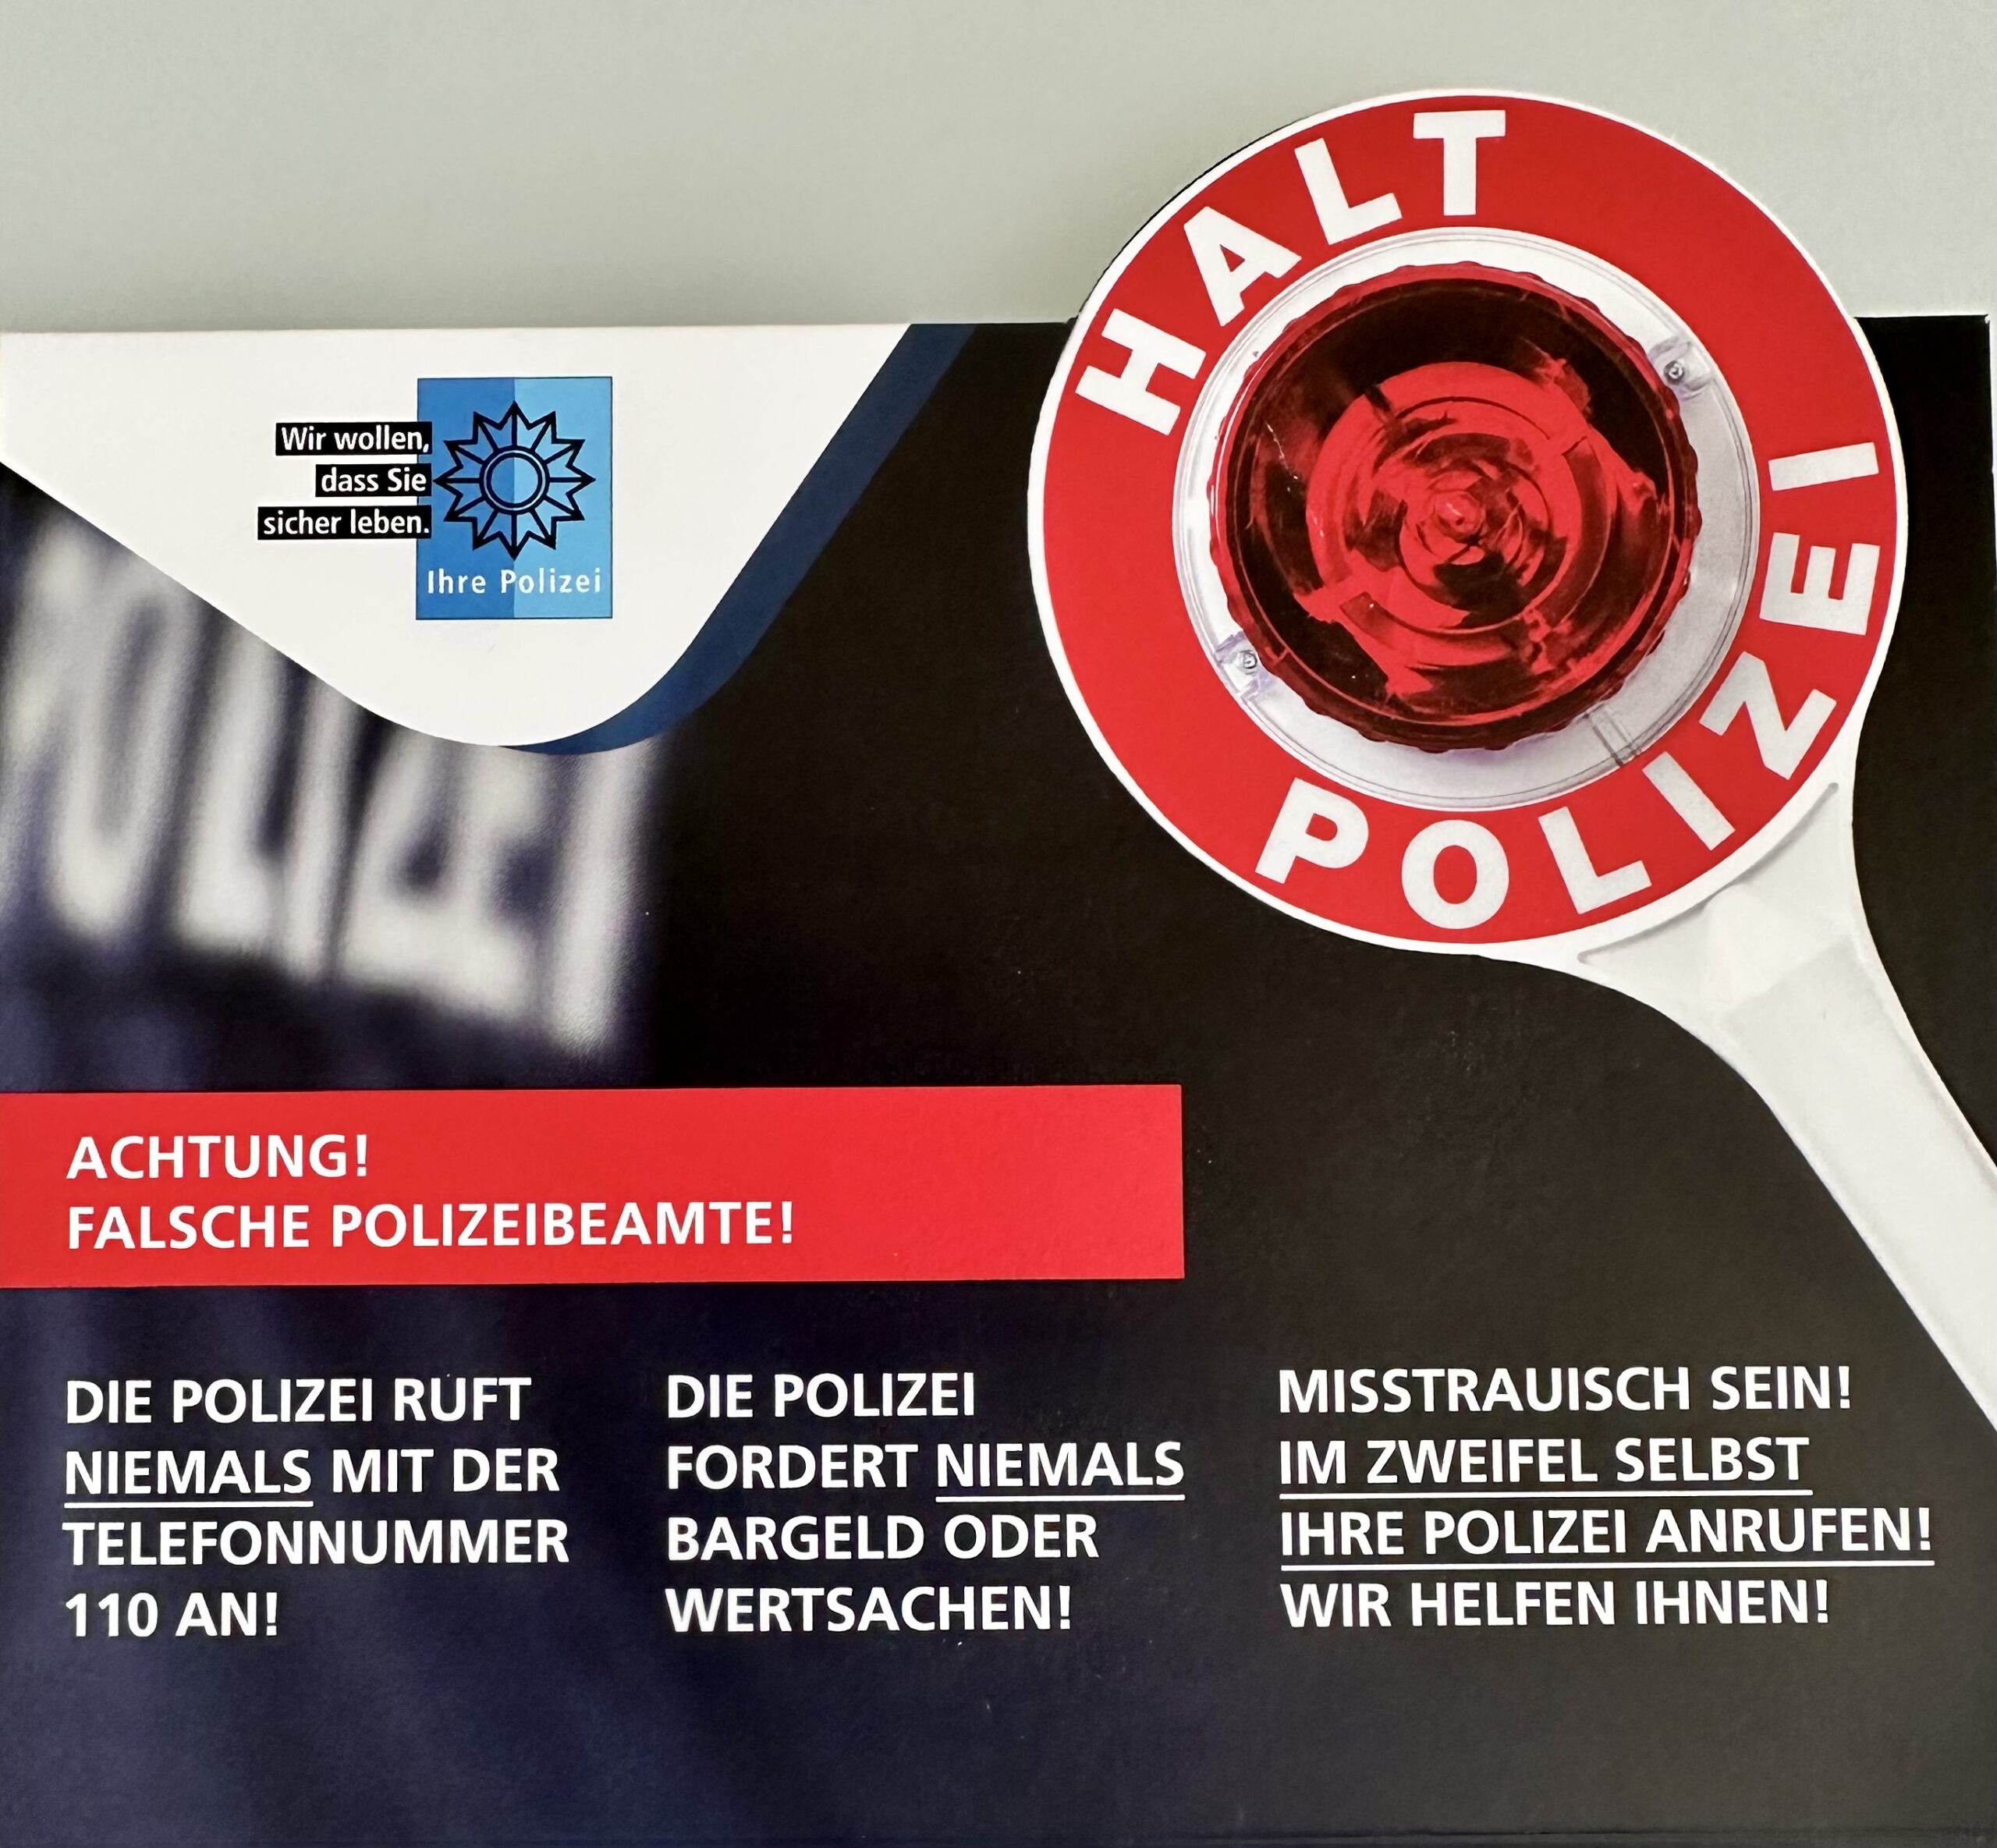 HALT
POLIZEI
Wir wollen,
dass Sie
sicher leben.
Ihre Polizei
POLIZEI
ACHTUNG!
FALSCHE POLIZEIBEAMTE!
DIE POLIZEI RUFT
NIEMALS MIT DER
TELEFONNUMMER
110 AN!
DIE POLIZEI
FORDERT NIEMALS
BARGELD ODER
WERTSACHEN!
MISSTRAUISCH SEIN!
IM ZWEIFEL SELBST
IHRE POLIZEI ANRUFEN!
WIR HELFEN IHNEN!